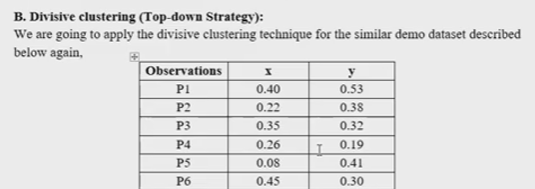 B. Divisive clustering (Top-down Strategy):
We are going to apply the divisive clustering technique for the similar demo dataset described
below again,
Observations x y
P1 0.40 0.53
P2 0.22 0.38
P3 0.35 0.32
P4 0.26 0.19
P5 0.08 0.41
P6 0.45 0.30